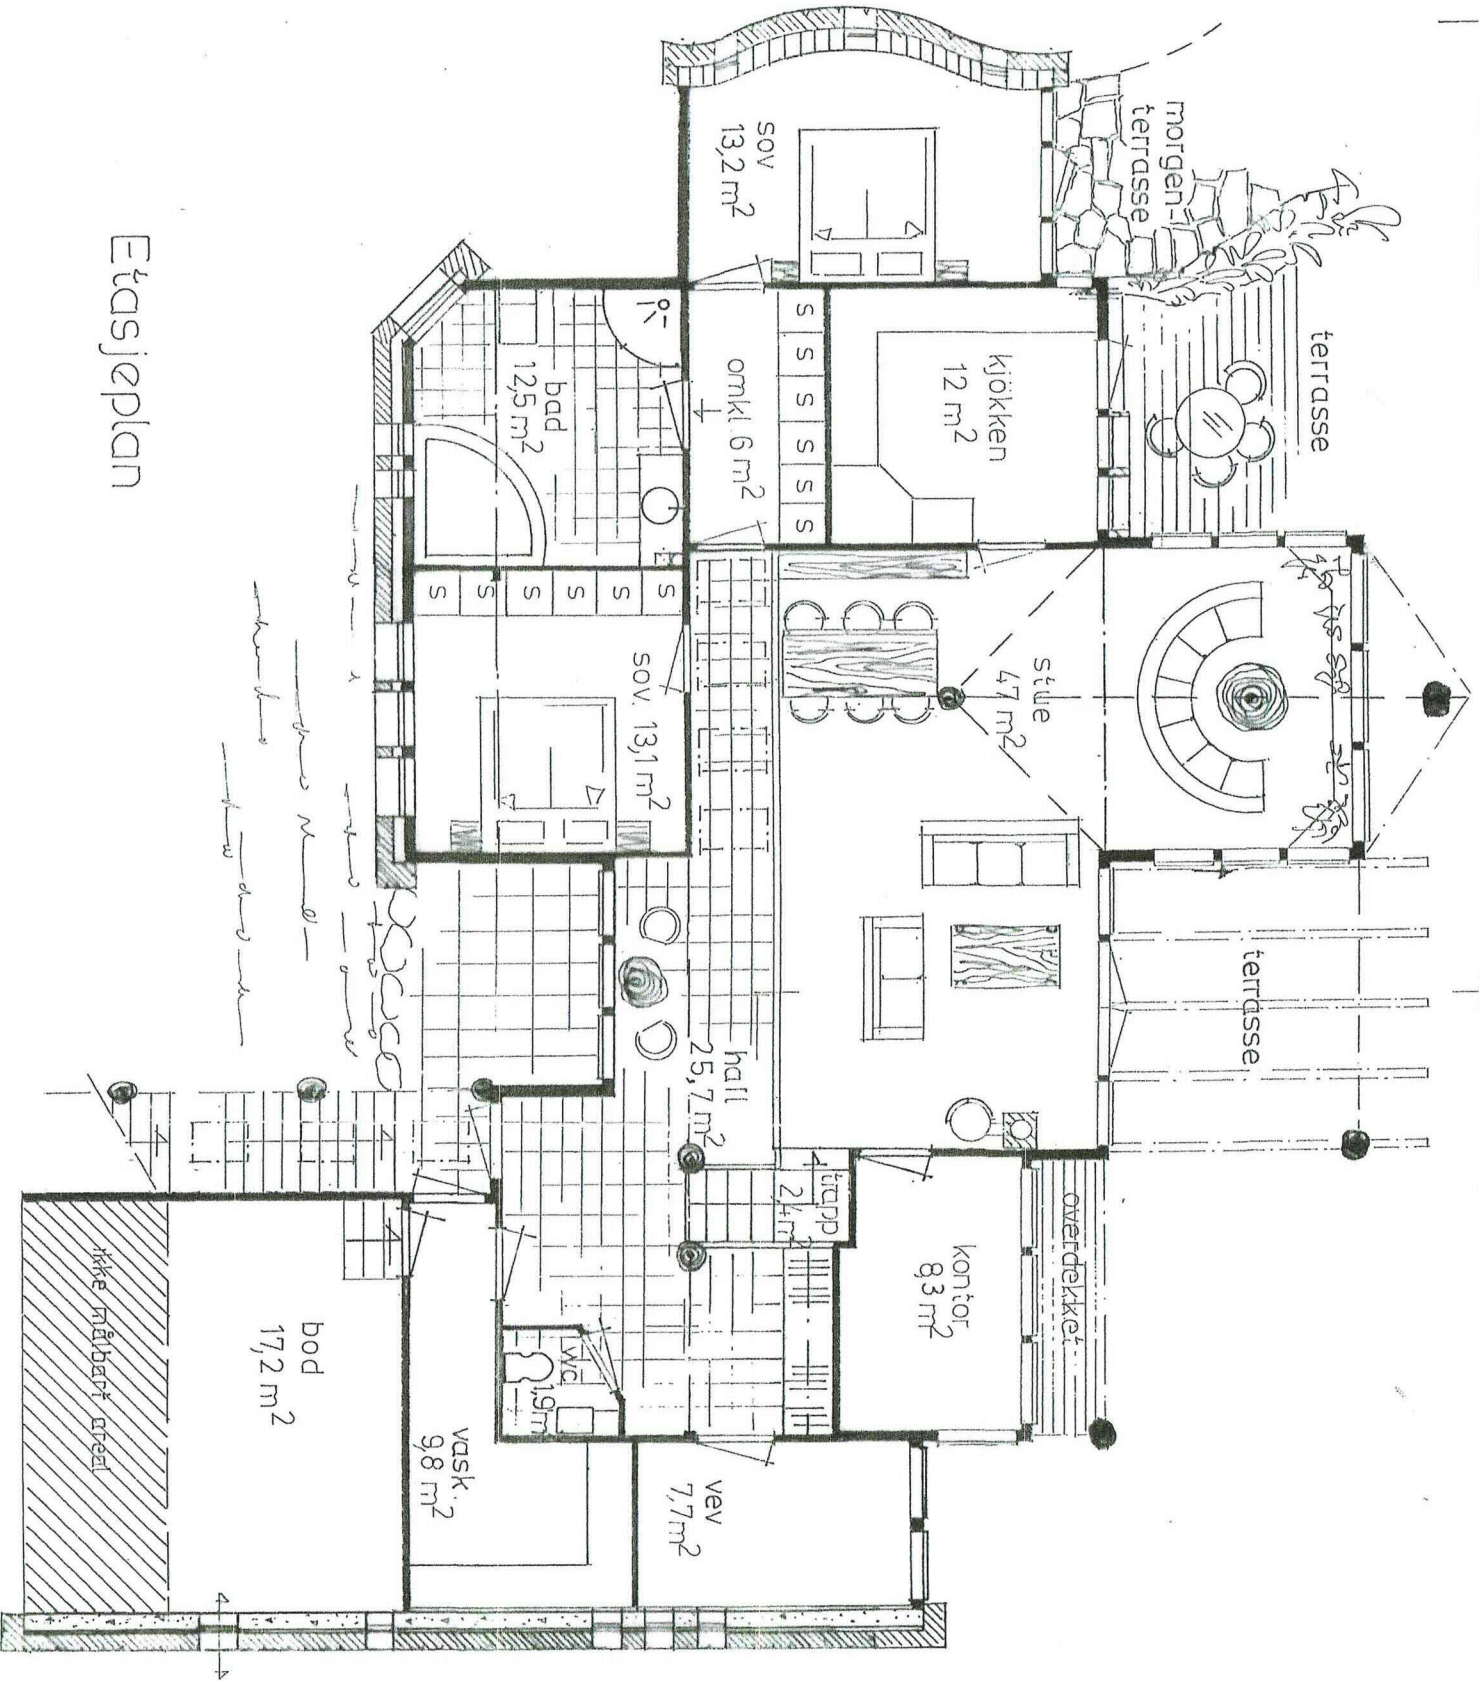 morgen-
terrasse
terrasse
sov
13,2 m²
kjökken
12 m²
omkl. 6 m²
S
S
S
S
S
S
bad
12,5 m²
stue
47 m²
sov. 13,1 m²
S
S
S
S
S
S
terrasse
hall
25,7 m²
trapp
2,4 m²
overdekket
kontor
8,3 m²
WC
1,9 m
vask.
9,8 m²
vev
7,7 m²
bod
17,2 m²
ikke målbart areal
Etasjeplan